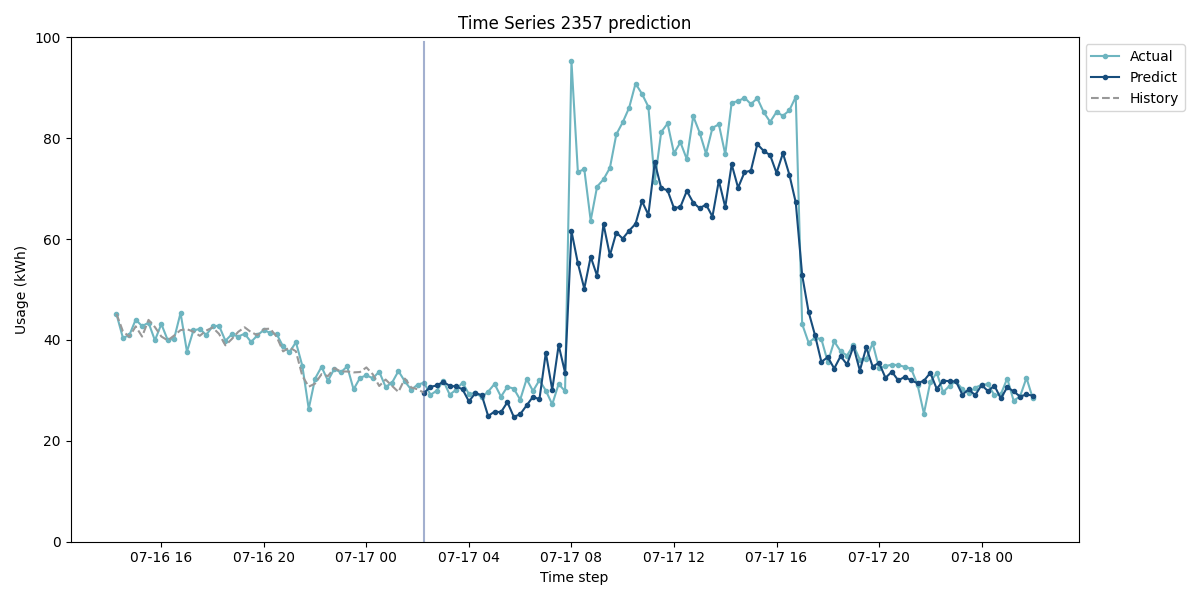 Time Series 2357 prediction
Usage (kWh)
100
80
60
40
20
0
07-16 16
07-16 20
07-17 00
07-17 04
07-17 08
07-17 12
07-17 16
07-17 20
07-18 00
Time step
Actual
Predict
History